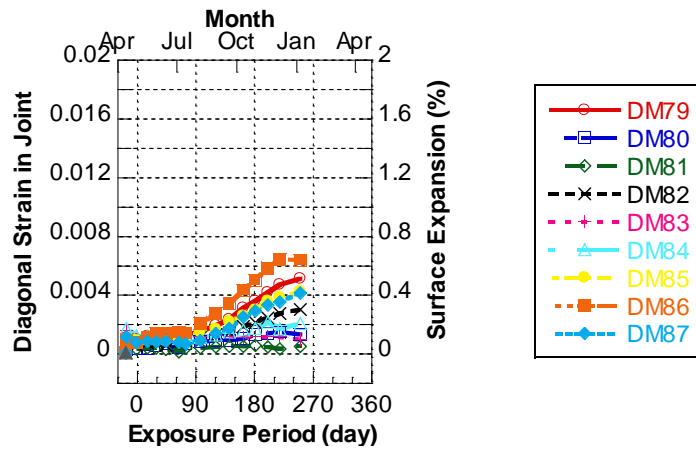 Month
Apr Jul Oct Jan Apr
0.02 2
0.016 1.6
0.012 1.2
0.008 0.8
0.004 0.4
0 0
Diagonal Strain in Joint
Surface Expansion (%)
0 90 180 270 360
Exposure Period (day)
DM79
DM80
DM81
DM82
DM83
DM84
DM85
DM86
DM87